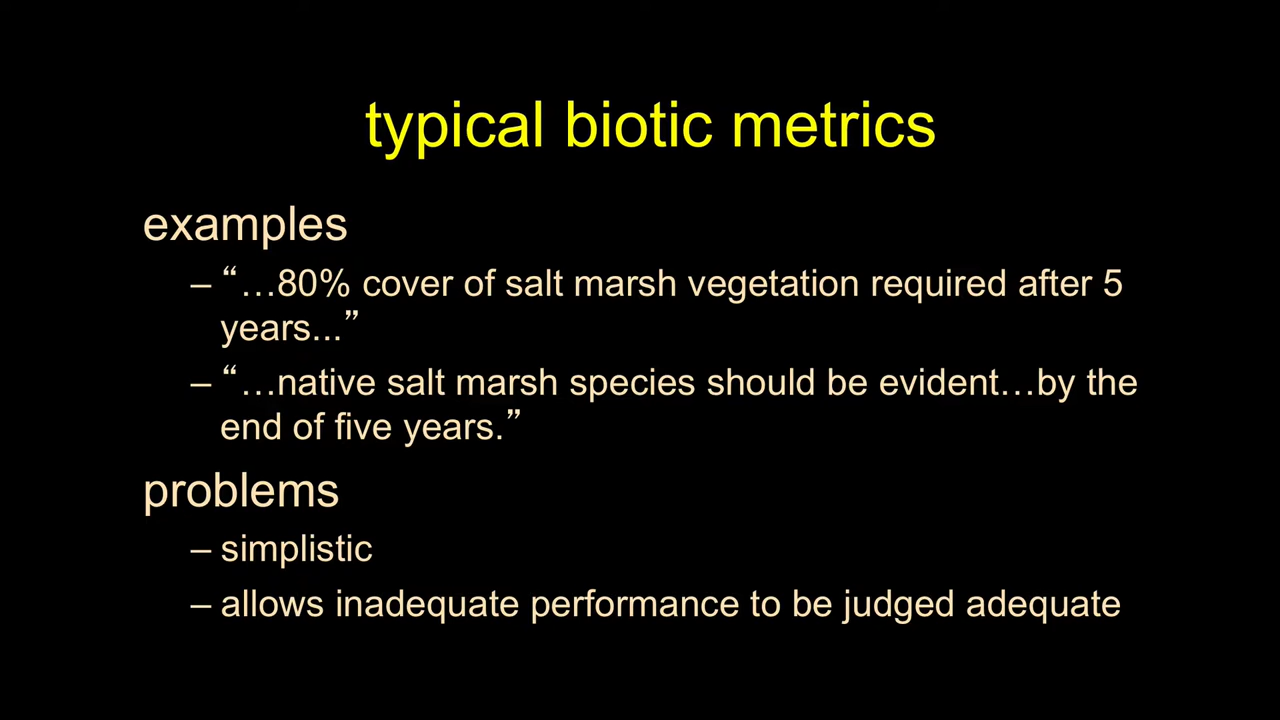 typical biotic metrics
examples
– “…80% cover of salt marsh vegetation required after 5
years...”
– “…native salt marsh species should be evident…by the
end of five years.”
problems
– simplistic
– allows inadequate performance to be judged adequate